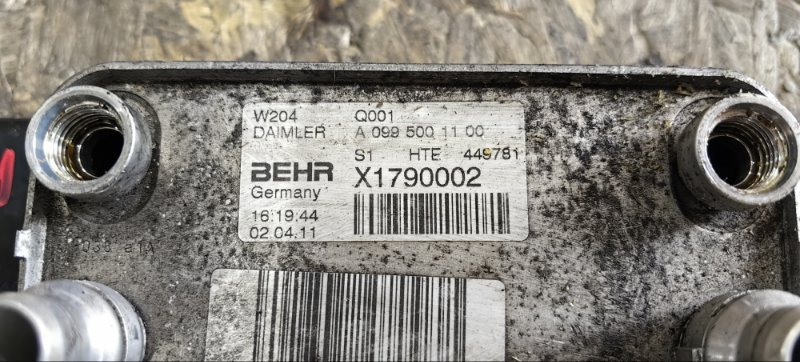 W204 Q001
DAIMLER A 099 500 11 00
S1 HTE 449781
BEHR X1790002
Germany
16:19:44
02.04.11